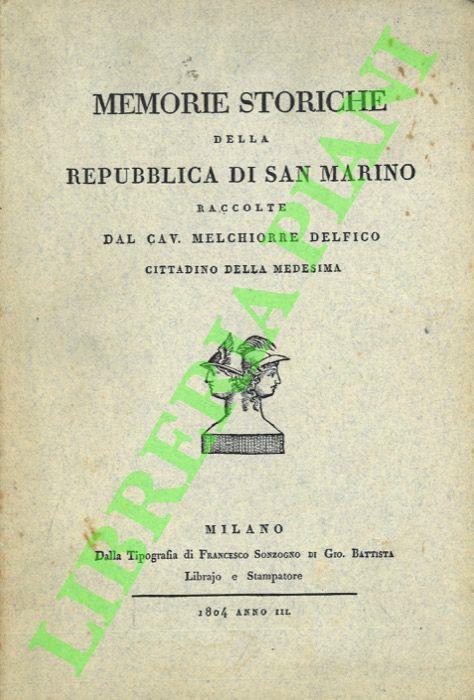 MEMORIE STORICHE
DELLA
REPUBBLICA DI SAN MARINO
RACCOLTE
DAL CAV. MELCHIORRE DELFICO
CITTADINO DELLA MEDESIMA
MILANO
Dalla Tipografia di FRANCESCO SONZOGNO DI GIO. BATTISTA
Librajo e Stampatore
1804 ANNO III.
LIBRERIA PIANI